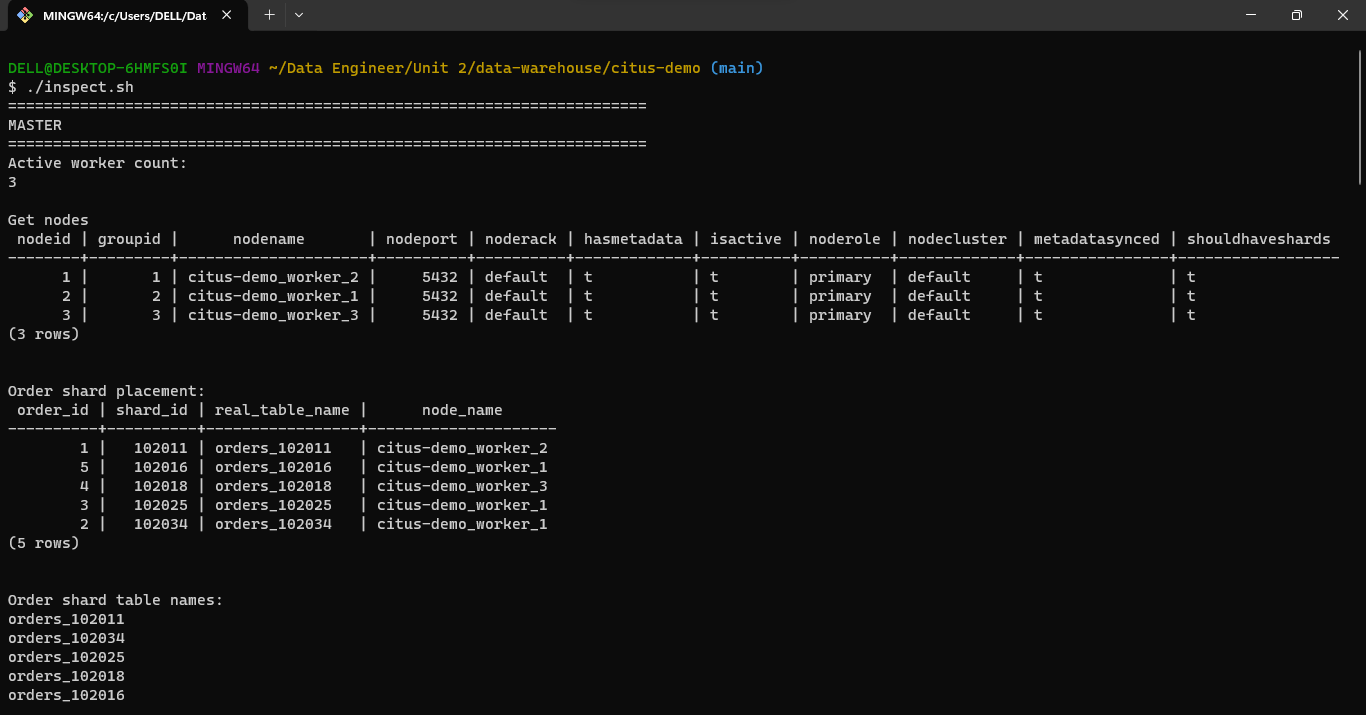 MINGW64:/c/Users/DELL/Dat
DELL@DESKTOP-6HMFS0I MINGW64 ~/Data Engineer/Unit 2/data-warehouse/citus-demo (main)
$ ./inspect.sh
=======================================================================
MASTER
=======================================================================
Active worker count:
3
Get nodes
 nodeid | groupid |      nodename       | nodeport | noderack | hasmetadata | isactive | noderole | nodecluster | metadatasynced | shouldhaveshards
--------+---------+---------------------+----------+----------+-------------+----------+----------+-------------+----------------+------------------
      1 |       1 | citus-demo_worker_2 |     5432 | default  | t           | t        | primary  | default     | t              | t
      2 |       2 | citus-demo_worker_1 |     5432 | default  | t           | t        | primary  | default     | t              | t
      3 |       3 | citus-demo_worker_3 |     5432 | default  | t           | t        | primary  | default     | t              | t
(3 rows)
Order shard placement:
 order_id | shard_id | real_table_name |      node_name
----------+----------+-----------------+---------------------
        1 |   102011 | orders_102011   | citus-demo_worker_2
        5 |   102016 | orders_102016   | citus-demo_worker_1
        4 |   102018 | orders_102018   | citus-demo_worker_3
        3 |   102025 | orders_102025   | citus-demo_worker_1
        2 |   102034 | orders_102034   | citus-demo_worker_1
(5 rows)
Order shard table names:
orders_102011
orders_102034
orders_102025
orders_102018
orders_102016